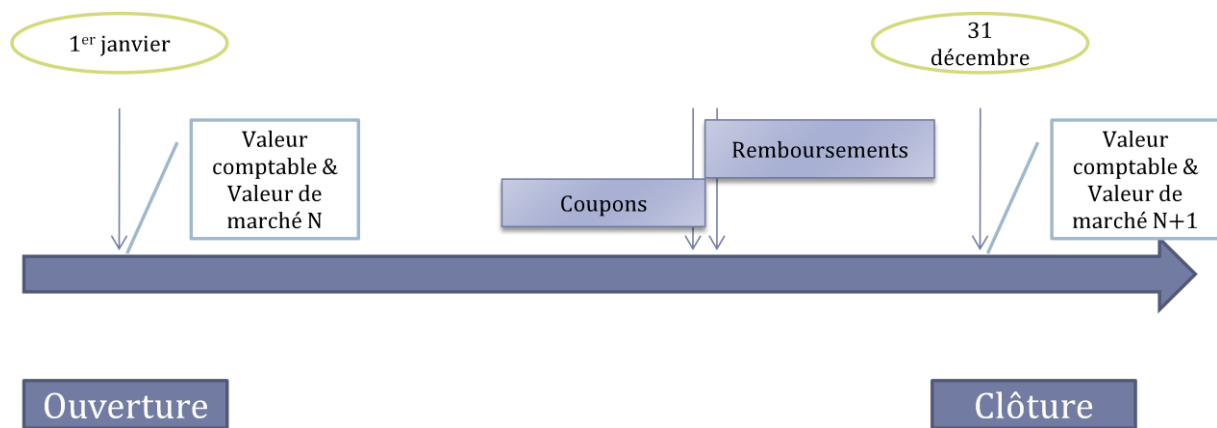 1er janvier
31
décembre
Valeur
comptable &
Valeur de
marché N
Remboursements
Coupons
Valeur
comptable &
Valeur de
marché N+1
Ouverture
Clôture